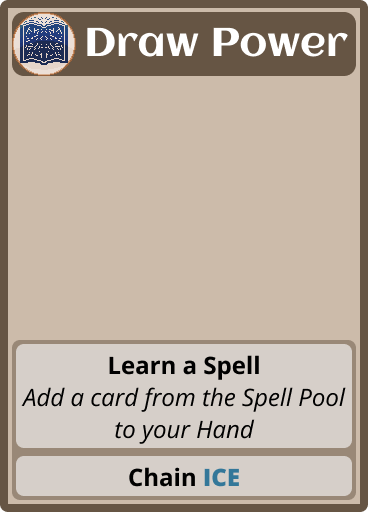 Draw Power
Learn a Spell
Add a card from the Spell Pool
to your Hand
Chain ICE